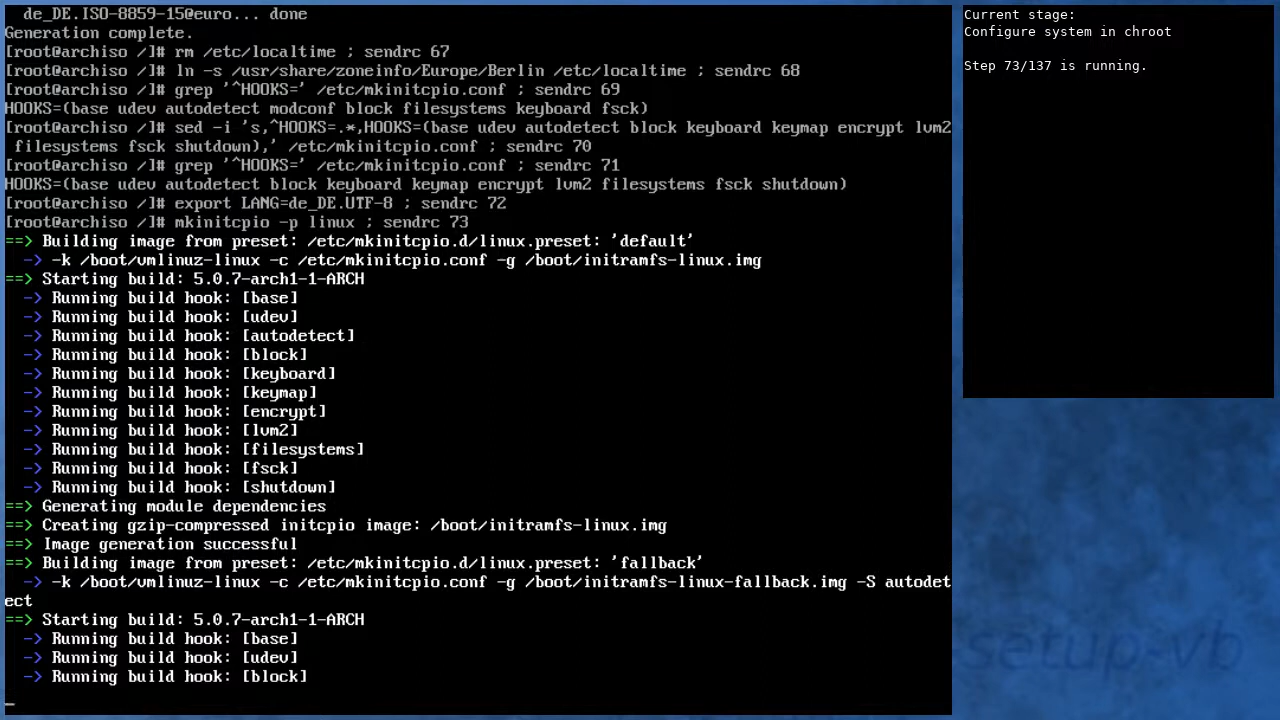 de_DE.ISO-8859-15@euro... done
Generation complete.
[root@archiso /]# rm /etc/localtime ; sendrc 67
[root@archiso /]# ln -s /usr/share/zoneinfo/Europe/Berlin /etc/localtime ; sendrc 68
[root@archiso /]# grep '^HOOKS=' /etc/mkinitcpio.conf ; sendrc 69
HOOKS=(base udev autodetect modconf block filesystems keyboard fsck)
[root@archiso /]# sed -i 's,^HOOKS=.*,HOOKS=(base udev autodetect block keyboard keymap encrypt lvm2
 filesystems fsck shutdown),' /etc/mkinitcpio.conf ; sendrc 70
[root@archiso /]# grep '^HOOKS=' /etc/mkinitcpio.conf ; sendrc 71
HOOKS=(base udev autodetect block keyboard keymap encrypt lvm2 filesystems fsck shutdown)
[root@archiso /]# export LANG=de_DE.UTF-8 ; sendrc 72
[root@archiso /]# mkinitcpio -p linux ; sendrc 73
==> Building image from preset: /etc/mkinitcpio.d/linux.preset: 'default'
  -> -k /boot/vmlinuz-linux -c /etc/mkinitcpio.conf -g /boot/initramfs-linux.img
==> Starting build: 5.0.7-arch1-1-ARCH
  -> Running build hook: [base]
  -> Running build hook: [udev]
  -> Running build hook: [autodetect]
  -> Running build hook: [block]
  -> Running build hook: [keyboard]
  -> Running build hook: [keymap]
  -> Running build hook: [encrypt]
  -> Running build hook: [lvm2]
  -> Running build hook: [filesystems]
  -> Running build hook: [fsck]
  -> Running build hook: [shutdown]
==> Generating module dependencies
==> Creating gzip-compressed initcpio image: /boot/initramfs-linux.img
==> Image generation successful
==> Building image from preset: /etc/mkinitcpio.d/linux.preset: 'fallback'
  -> -k /boot/vmlinuz-linux -c /etc/mkinitcpio.conf -g /boot/initramfs-linux-fallback.img -S autodet
ect
==> Starting build: 5.0.7-arch1-1-ARCH
  -> Running build hook: [base]
  -> Running build hook: [udev]
  -> Running build hook: [block]
_
Current stage:
Configure system in chroot
Step 73/137 is running.
setup-vb